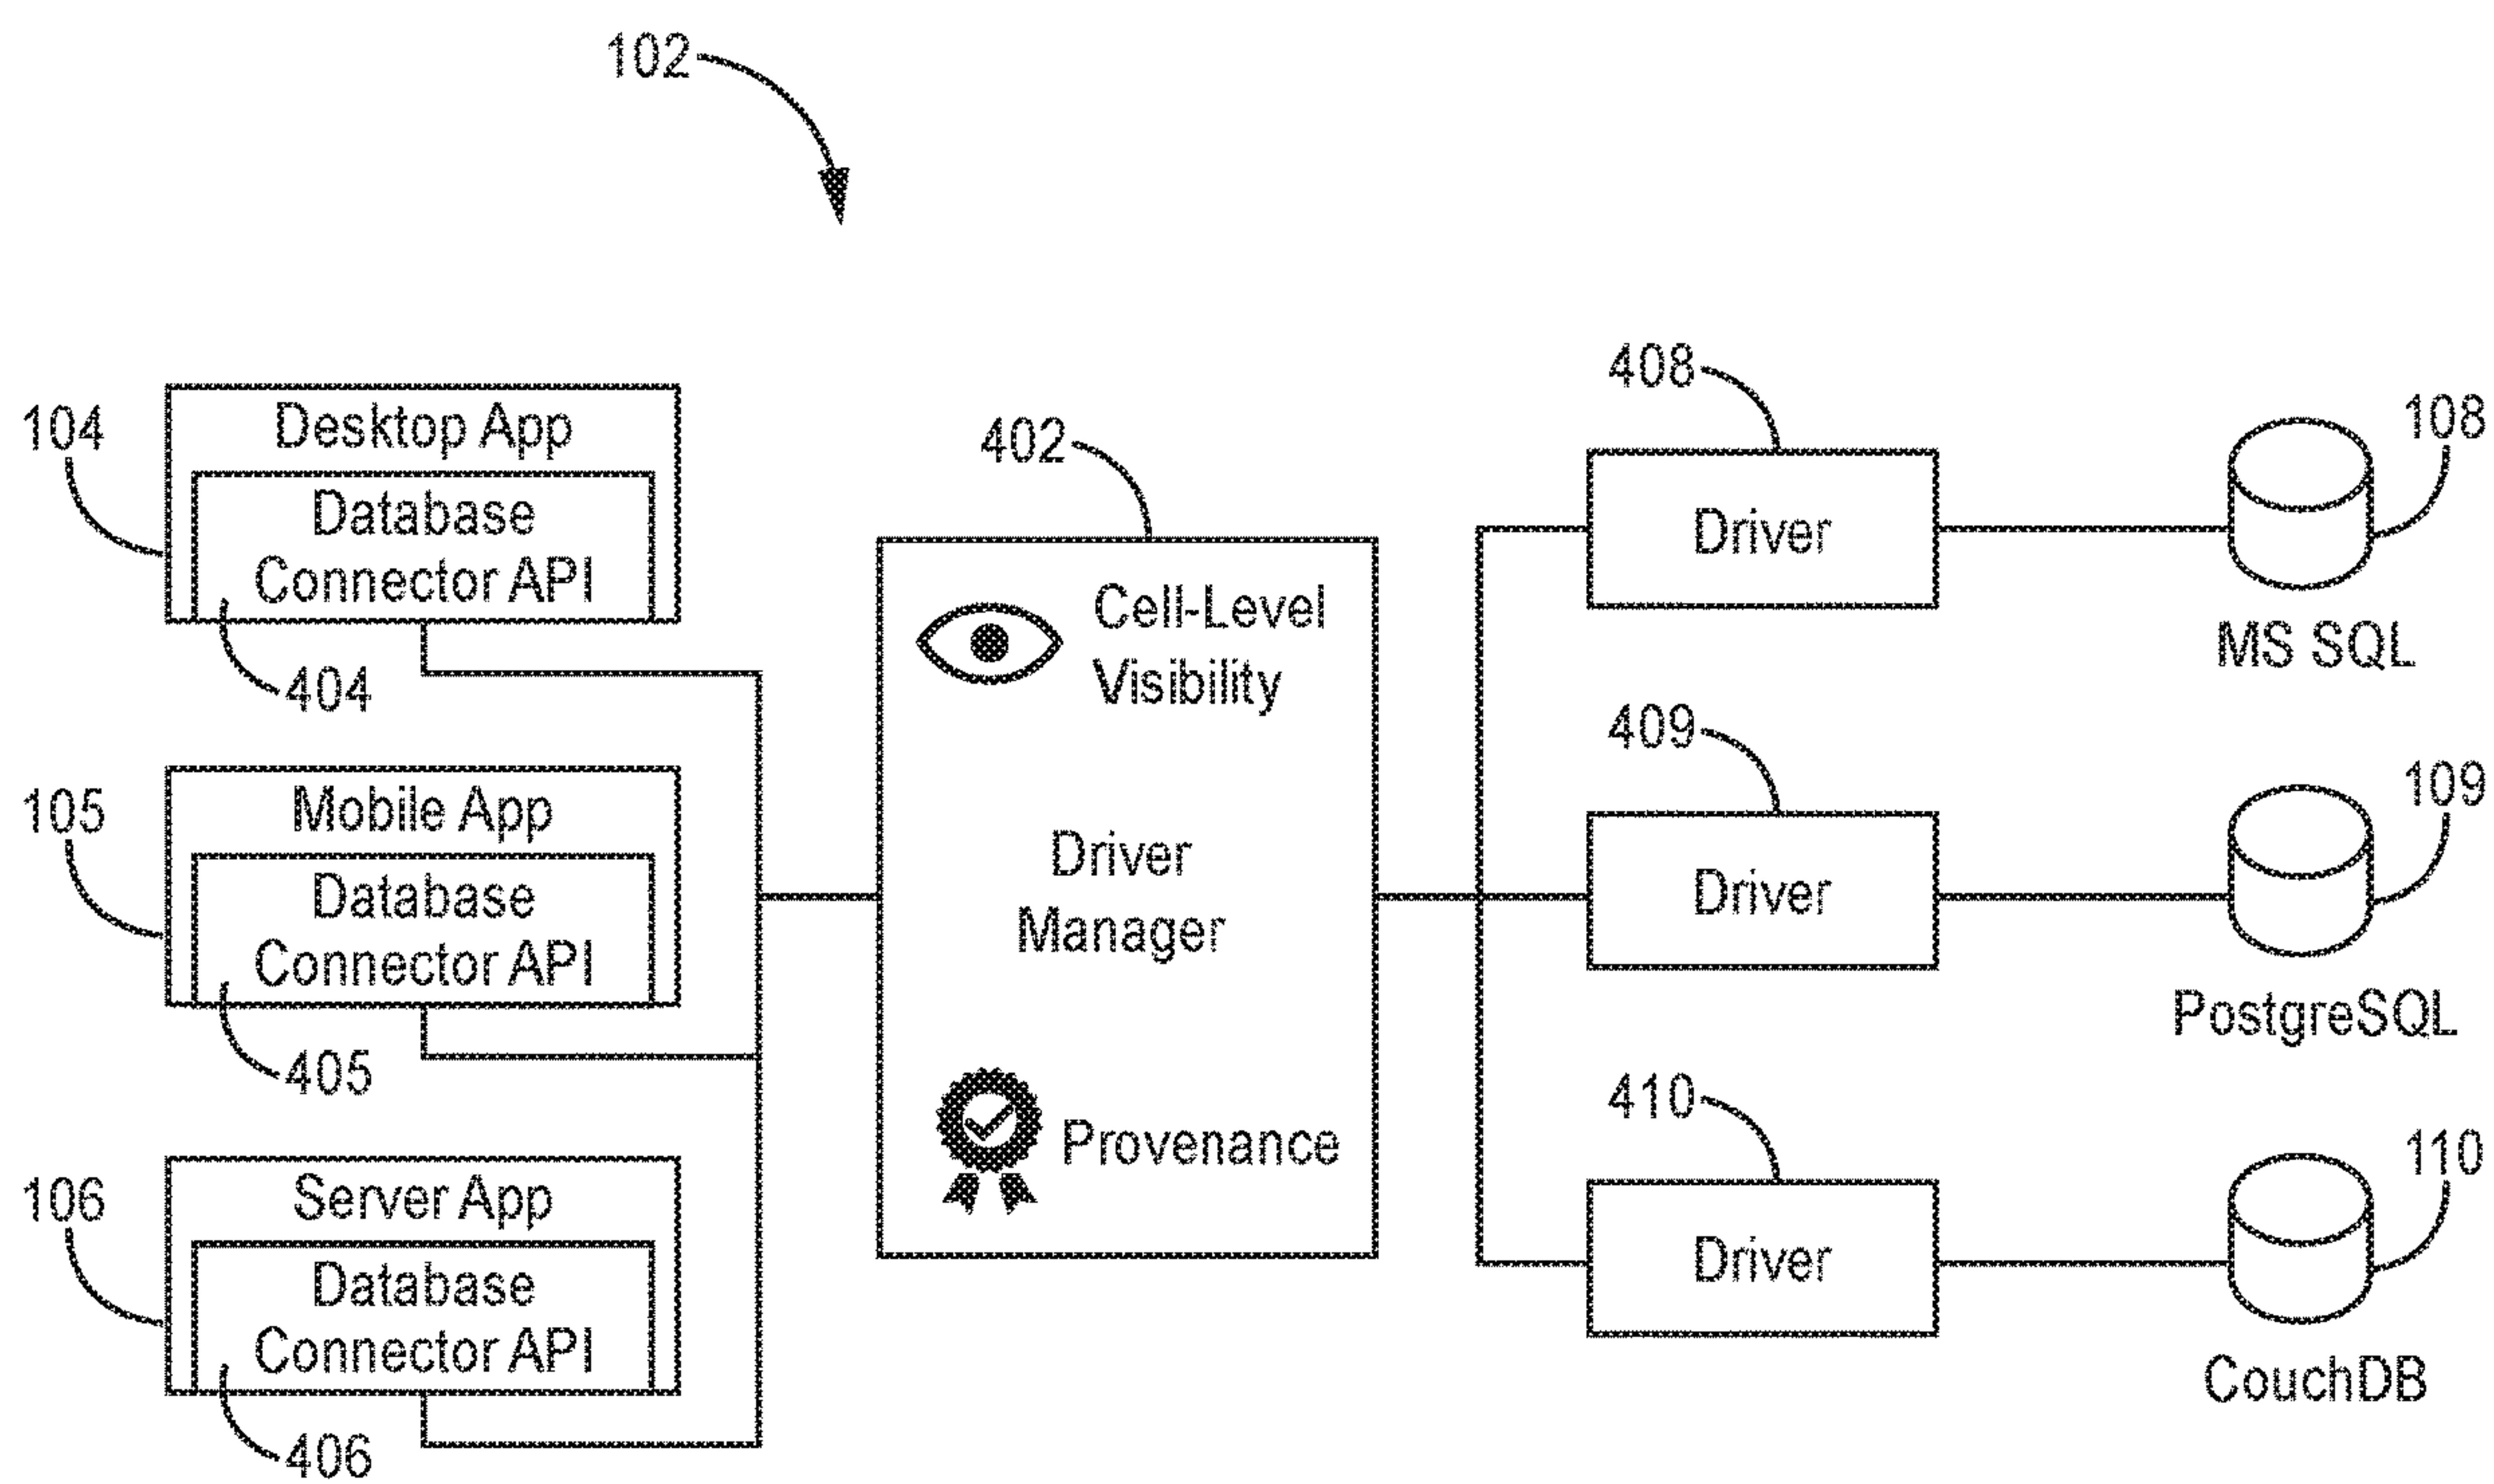 102
104
Desktop App
Database
Connector API
404
105
Mobile App
Database
Connector API
405
106
Server App
Database
Connector API
406
402
Cell-Level
Visibility
Driver
Manager
Provenance
408
Driver
108
MS SQL
409
Driver
109
PostgreSQL
410
Driver
110
CouchDB